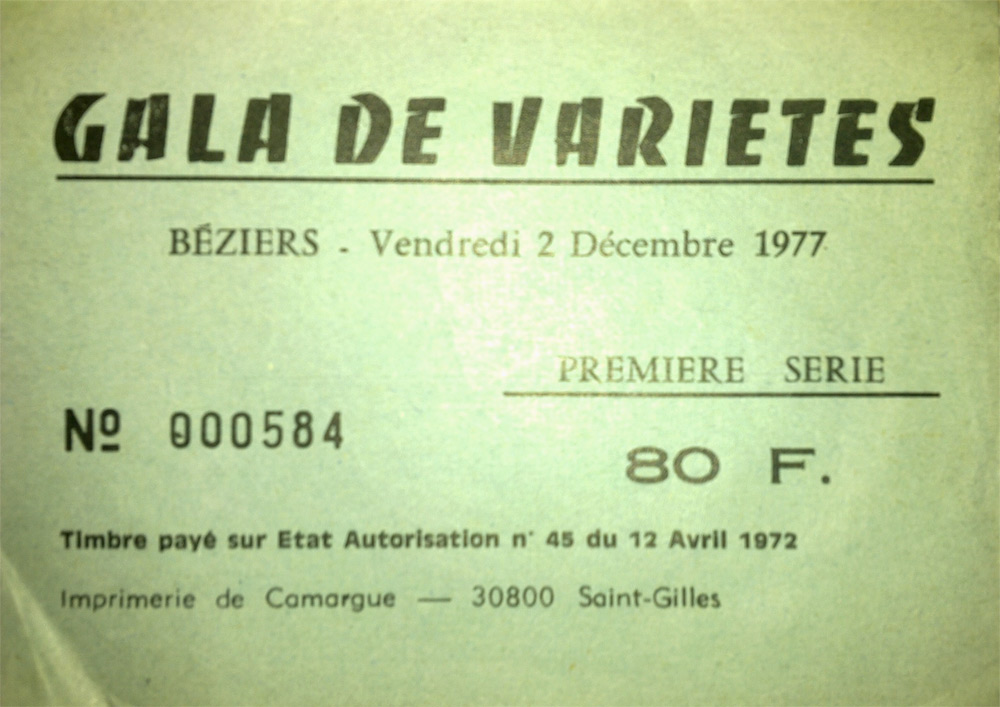 GALA DE VARIETES
BÉZIERS - Vendredi 2 Décembre 1977
PREMIERE SERIE
Nº 000584
80 F.
Timbre payé sur Etat Autorisation n° 45 du 12 Avril 1972
Imprimerie de Camargue — 30800 Saint-Gilles